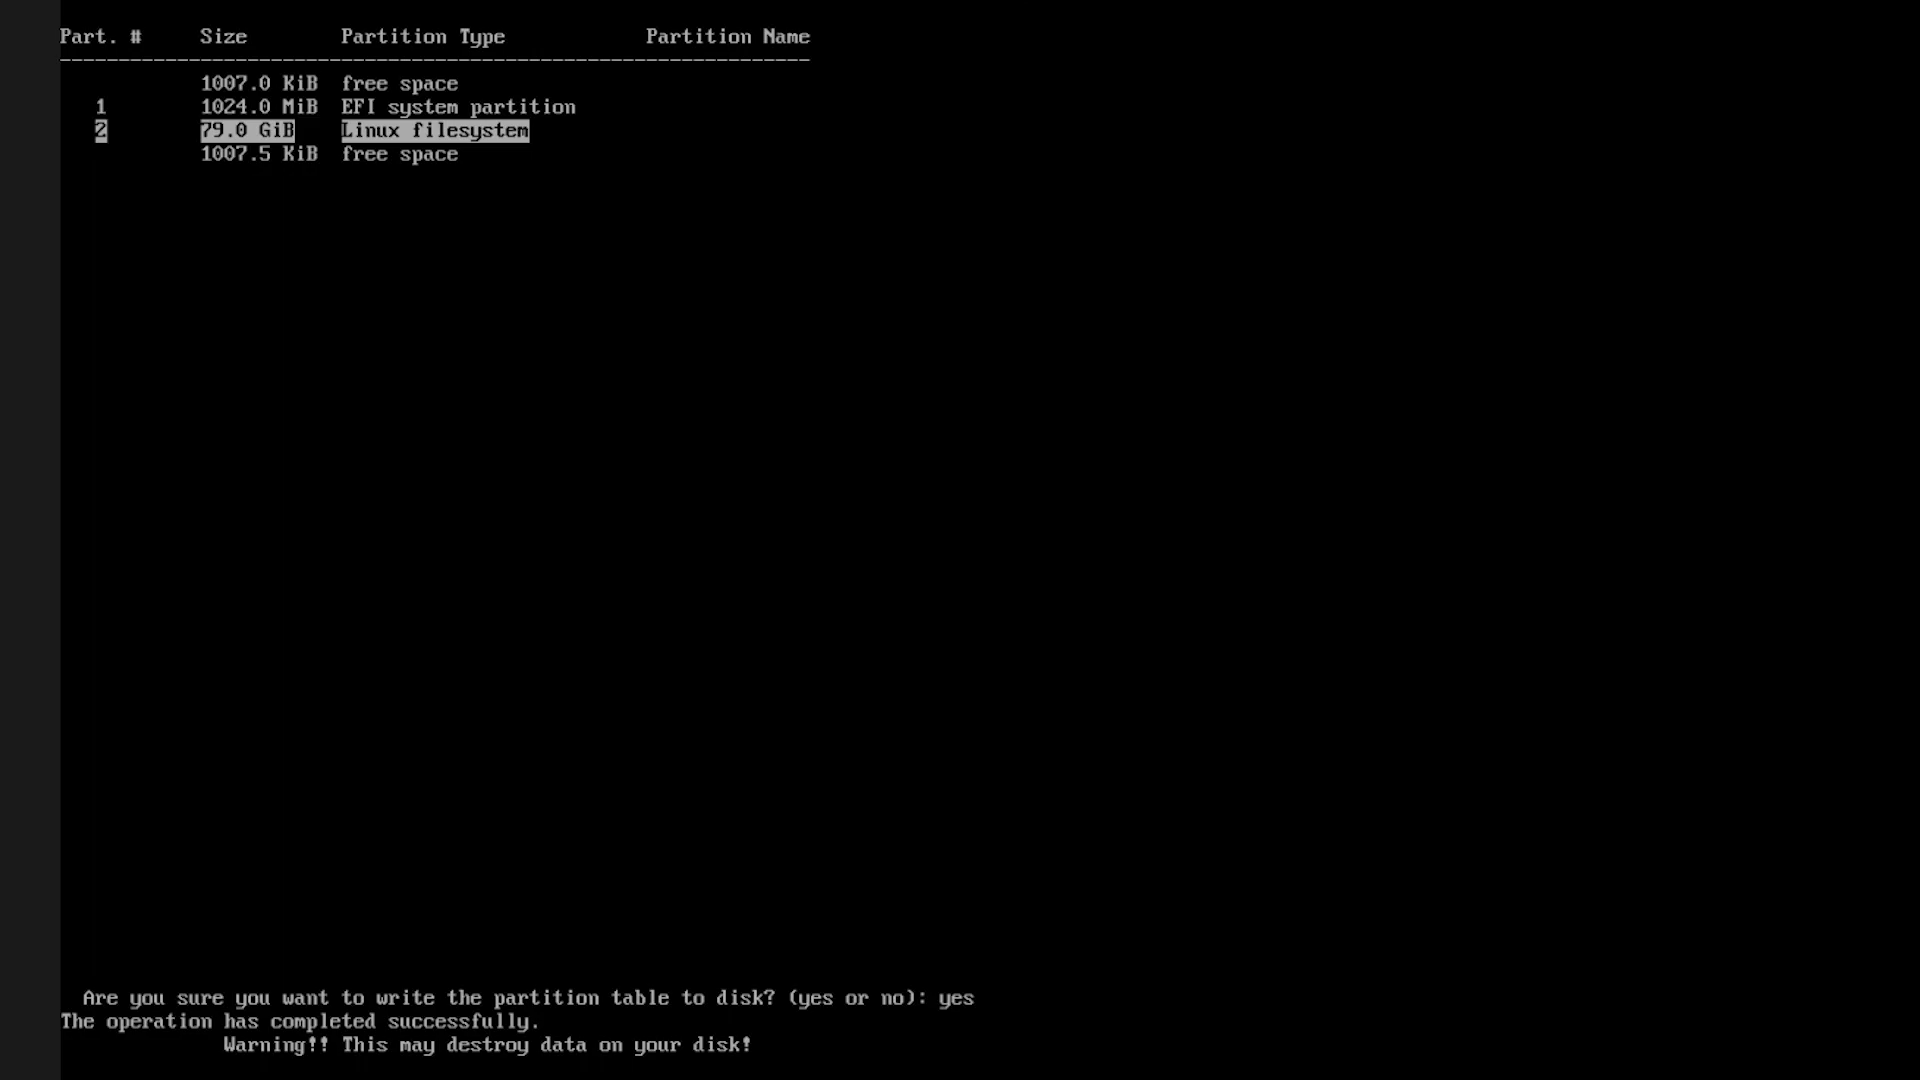 Part. # Size Partition Type Partition Name
----------------------------------------------------------------
1007.0 KiB free space
1 1024.0 MiB EFI system partition
2 79.0 GiB Linux filesystem
1007.5 KiB free space
Are you sure you want to write the partition table to disk? (yes or no): yes
The operation has completed successfully.
Warning!! This may destroy data on your disk!